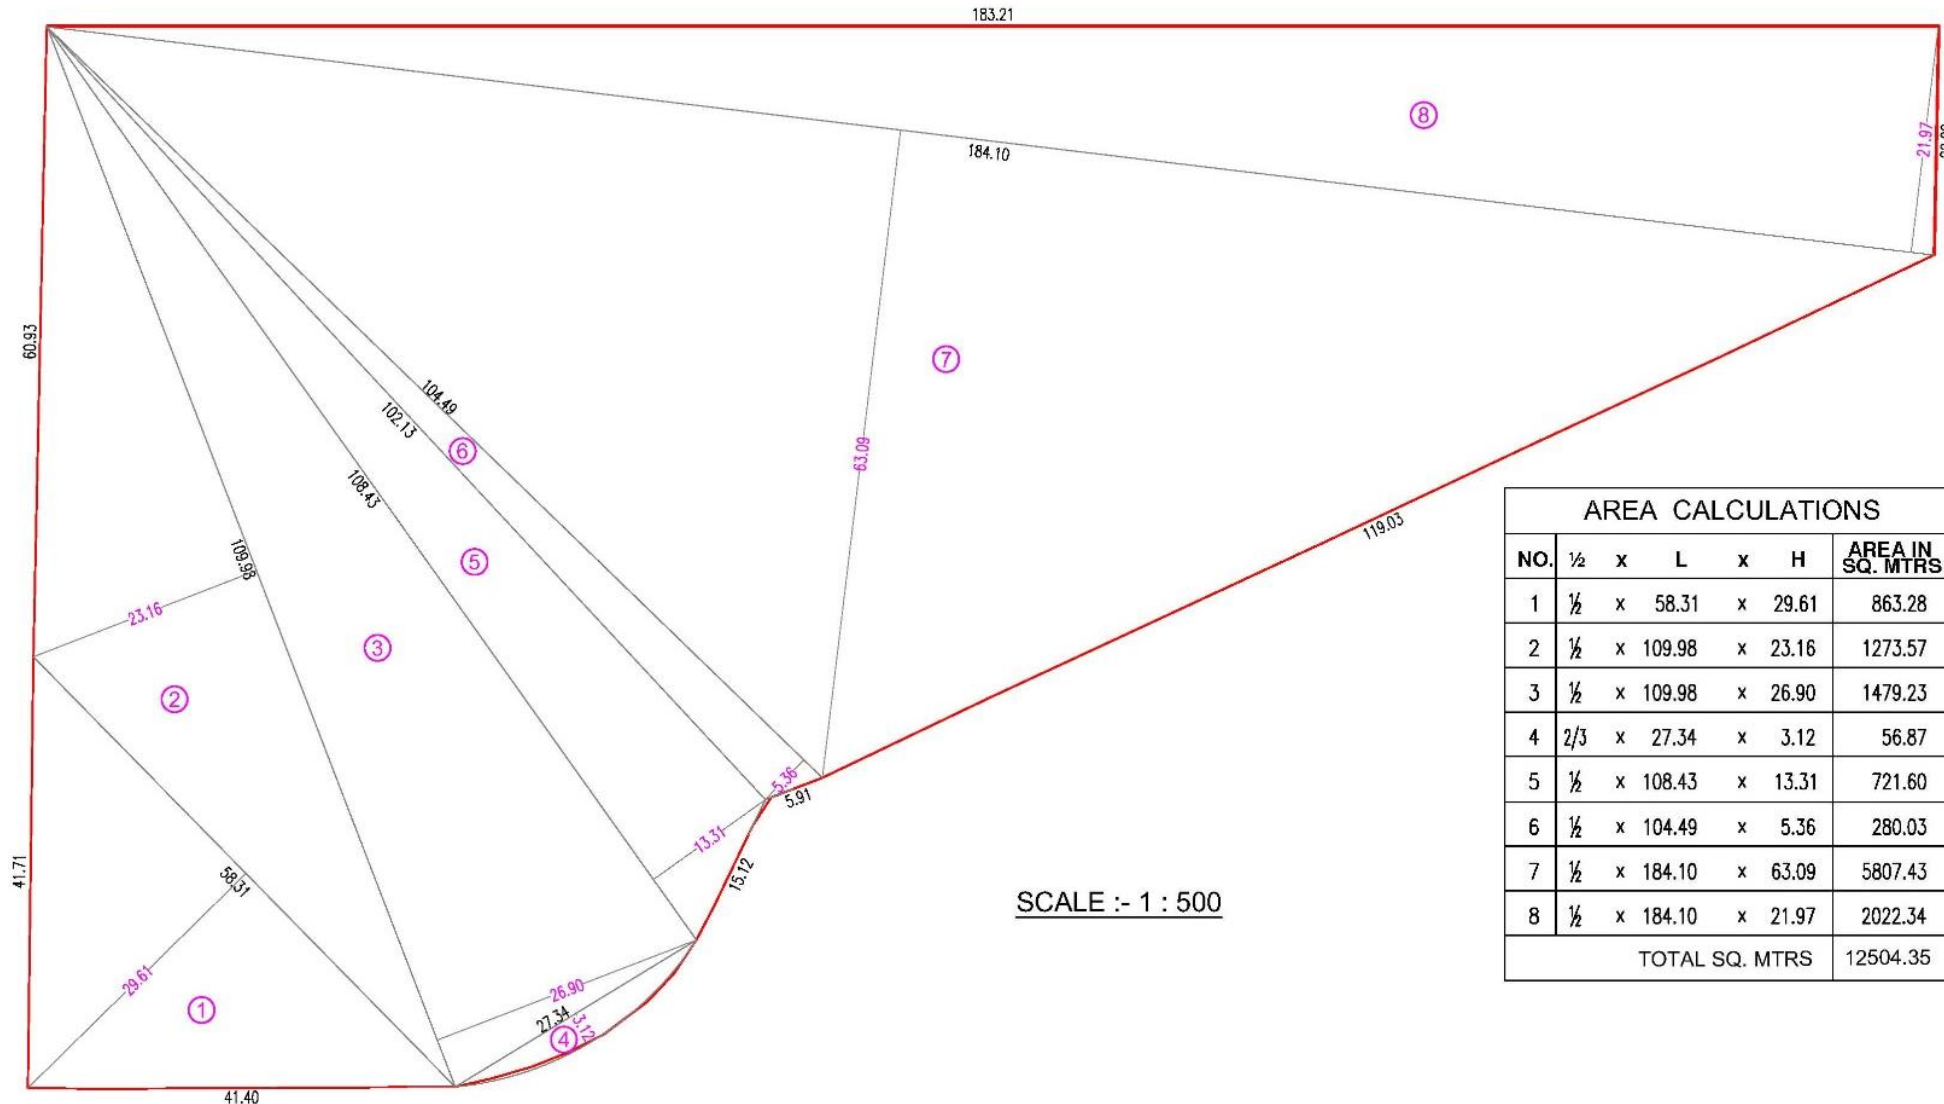 183.21
8
21.97
184.10
60.93
7
104.49
102.13
6
63.09
108.43
5
109.98
119.03
23.16
3
2
5.36
5.91
13.31
15.12
41.71
58.31
29.61
1
26.90
27.34
3.12
4
41.40
SCALE :- 1 : 500
AREA CALCULATIONS
NO. ½ x L x H AREA IN SQ. MTRS
1 ½ x 58.31 x 29.61 863.28
2 ½ x 109.98 x 23.16 1273.57
3 ½ x 109.98 x 26.90 1479.23
4 2/3 x 27.34 x 3.12 56.87
5 ½ x 108.43 x 13.31 721.60
6 ½ x 104.49 x 5.36 280.03
7 ½ x 184.10 x 63.09 5807.43
8 ½ x 184.10 x 21.97 2022.34
TOTAL SQ. MTRS 12504.35